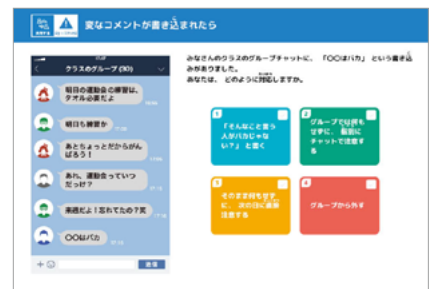 変なコメントが書き込まれたら
クラスのグループ (30)
明日の運動会の練習は、
タオル必要だよ
明日も練習か
あとちょっとだからがん
ばろう！
あれ、運動会っていつ
だっけ？
来週だよ！忘れてたの？笑
〇〇はバカ
送信
みなさんのクラスのグループチャットに、「〇〇はバカ」という書き込
みがありました。
あなたは、どのように対応しますか。
1
「そんなこと言う
人がバカじゃな
い？」と書く
2
グループでは何も
せずに、個別に
チャットで注意す
る
3
そのまま何もせず
に、次の日に直接
注意する
4
グループから外す